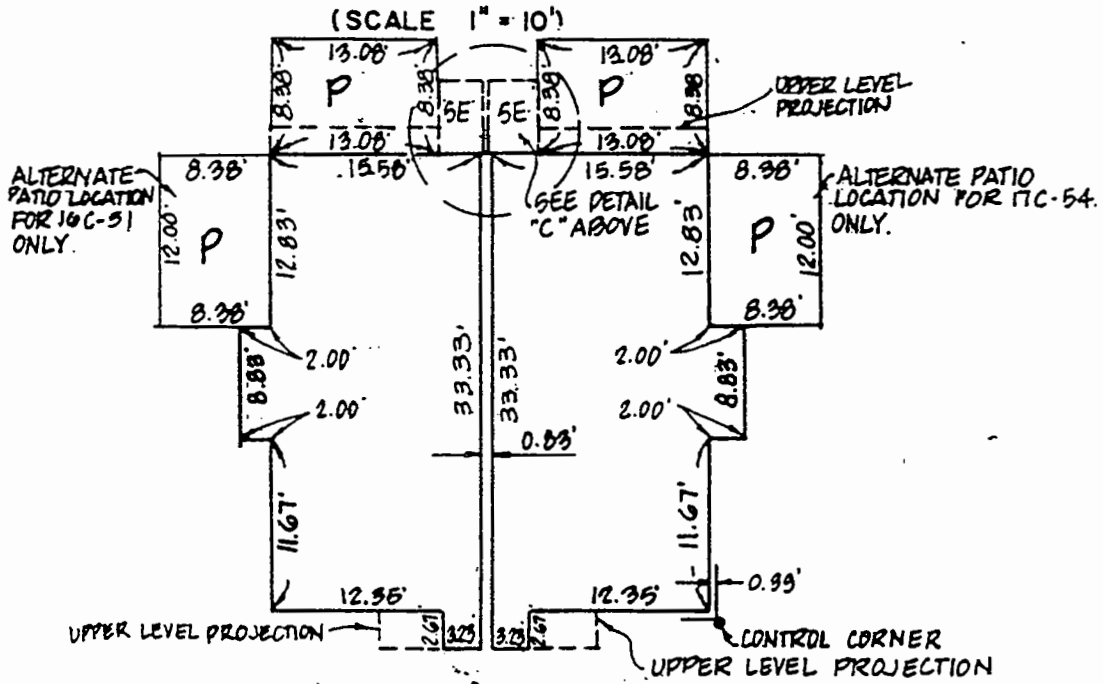 (SCALE 1" = 10')
13.08'
13.08'
8.38'
P
8.38'
5E
5E
8.38'
P
8.38'
UPPER LEVEL
PROJECTION
13.08'
13.08'
ALTERNATE
PATIO LOCATION
FOR 16C-51
ONLY.
8.38'
15.58'
15.58'
8.38'
ALTERNATE PATIO
LOCATION FOR 17C-54.
ONLY.
SEE DETAIL
"C" ABOVE
12.00'
P
12.83'
12.83'
P
12.00'
8.38'
8.38'
2.00'
2.00'
8.83'
33.33'
33.33'
8.83'
2.00'
2.00'
0.83'
11.67'
11.67'
0.33'
12.35'
12.35'
UPPER LEVEL PROJECTION
2.67
3.23'
3.23'
2.67
CONTROL CORNER
UPPER LEVEL PROJECTION